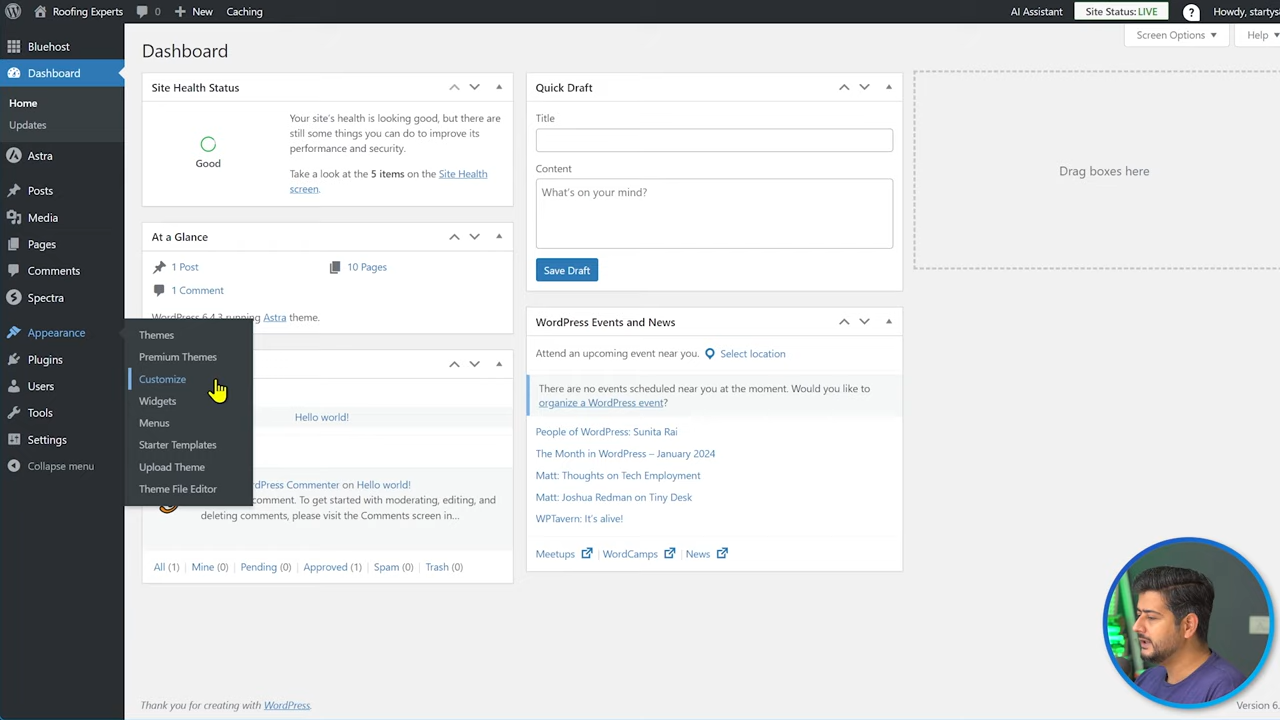 Roofing Experts
0
New
Caching
AI Assistant
Site Status: LIVE
?
Howdy, startys
Bluehost
Dashboard
Home
Updates
Astra
Posts
Media
Pages
Comments
Spectra
Appearance
Plugins
Users
Tools
Settings
Collapse menu
Themes
Premium Themes
Customize
Widgets
Menus
Starter Templates
Upload Theme
Theme File Editor
Dashboard
Screen Options
Help
Site Health Status
Good
Your site's health is looking good, but there are
still some things you can do to improve its
performance and security.
Take a look at the 5 items on the Site Health
screen.
At a Glance
1 Post
10 Pages
1 Comment
WordPress 6.4.3 running Astra theme.
Hello world!
dPress Commenter on Hello world!
comment. To get started with moderating, editing, and
deleting comments, please visit the Comments screen in…
All (1) | Mine (0) | Pending (0) | Approved (1) | Spam (0) | Trash (0)
Quick Draft
Title
Content
What's on your mind?
Save Draft
WordPress Events and News
Attend an upcoming event near you.
Select location
There are no events scheduled near you at the moment. Would you like to
organize a WordPress event?
People of WordPress: Sunita Rai
The Month in WordPress – January 2024
Matt: Thoughts on Tech Employment
Matt: Joshua Redman on Tiny Desk
WPTavern: It's alive!
Meetups | WordCamps | News
Drag boxes here
Thank you for creating with WordPress.
Version 6.